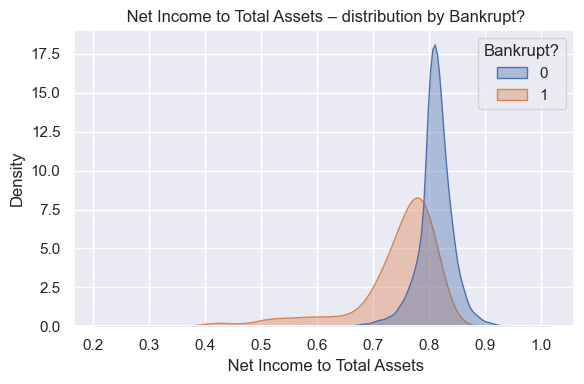 Net Income to Total Assets – distribution by Bankrupt?
Bankrupt?
0
1
Density
17.5
15.0
12.5
10.0
7.5
5.0
2.5
0.0
0.2 0.3 0.4 0.5 0.6 0.7 0.8 0.9 1.0
Net Income to Total Assets